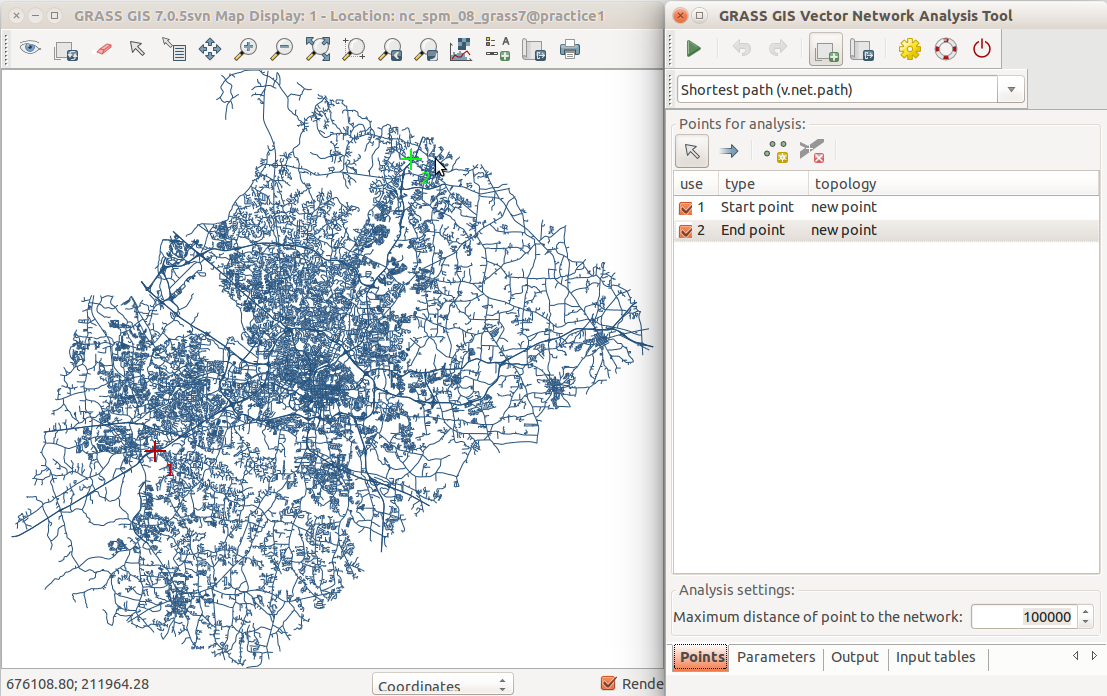 GRASS GIS 7.0.5svn Map Display: 1 - Location: nc_spm_08_grass7@practice1
GRASS GIS Vector Network Analysis Tool
A
Shortest path (v.net.path)
Points for analysis:
use type topology
1 Start point new point
2 End point new point
2
1
Analysis settings:
Maximum distance of point to the network: 100000
Points Parameters Output Input tables
676108.80; 211964.28 Coordinates Rende